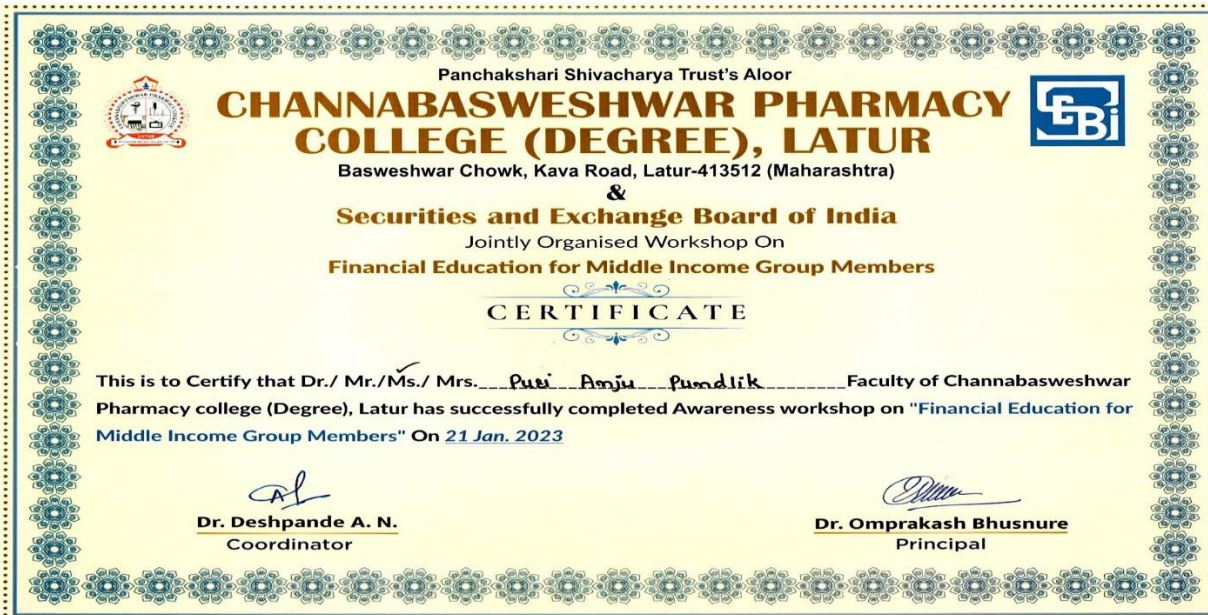 Panchakshari Shivacharya Trust's Aloor
CHANNABASWESHWAR PHARMACY
COLLEGE (DEGREE), LATUR
Basweshwar Chowk, Kava Road, Latur-413512 (Maharashtra)
&
Securities and Exchange Board of India
Jointly Organised Workshop On
Financial Education for Middle Income Group Members
CERTIFICATE
This is to Certify that Dr./ Mr./Ms./ Mrs. Puri Anju Pundlik Faculty of Channabasweshwar
Pharmacy college (Degree), Latur has successfully completed Awareness workshop on "Financial Education for
Middle Income Group Members" On 21 Jan. 2023
Dr. Deshpande A. N.
Coordinator
Dr. Omprakash Bhusnure
Principal
LATUR
SEBI